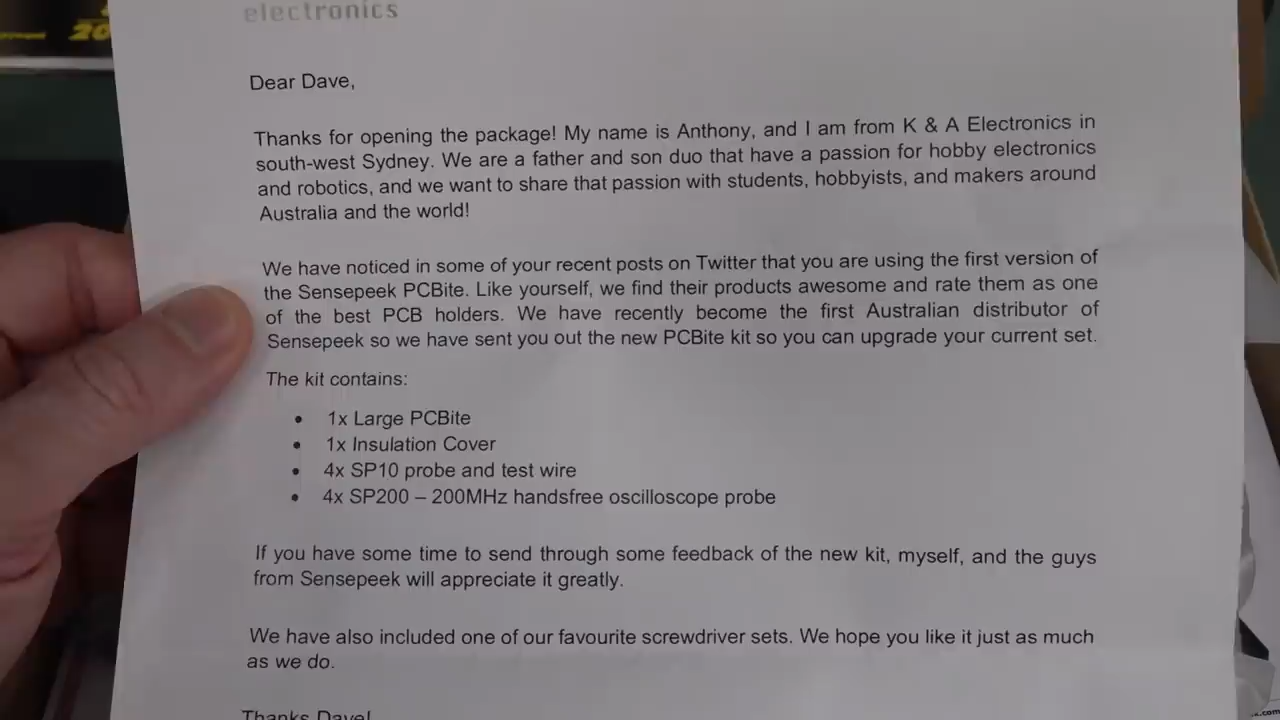 20
electronics
Dear Dave,
Thanks for opening the package! My name is Anthony, and I am from K & A Electronics in
south-west Sydney. We are a father and son duo that have a passion for hobby electronics
and robotics, and we want to share that passion with students, hobbyists, and makers around
Australia and the world!
We have noticed in some of your recent posts on Twitter that you are using the first version of
the Sensepeek PCBite. Like yourself, we find their products awesome and rate them as one
of the best PCB holders. We have recently become the first Australian distributor of
Sensepeek so we have sent you out the new PCBite kit so you can upgrade your current set.
The kit contains:
• 1x Large PCBite
• 1x Insulation Cover
• 4x SP10 probe and test wire
• 4x SP200 – 200MHz handsfree oscilloscope probe
If you have some time to send through some feedback of the new kit, myself, and the guys
from Sensepeek will appreciate it greatly.
We have also included one of our favourite screwdriver sets. We hope you like it just as much
as we do.
Thanks Dave!